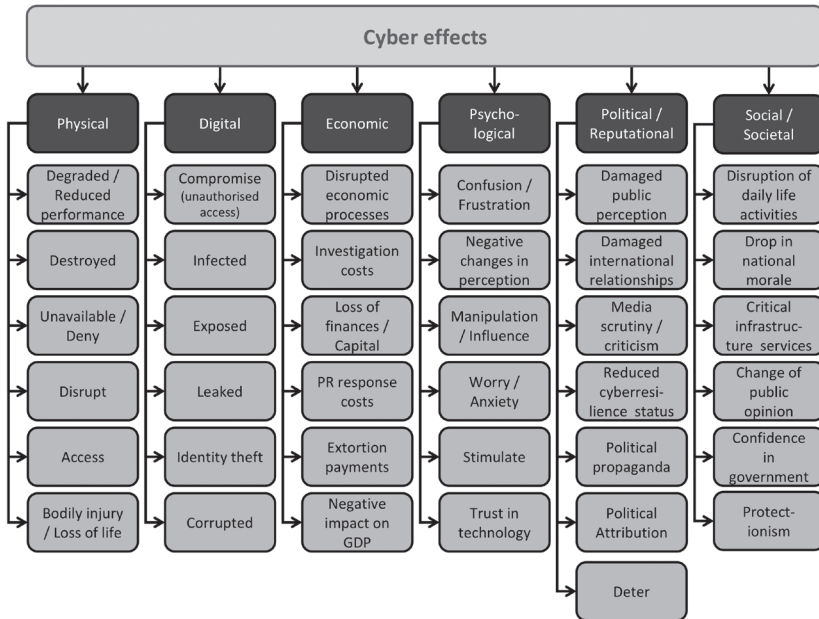 Cyber effects
Physical
Degraded /
Reduced
performance
Destroyed
Unavailable /
Deny
Disrupt
Access
Bodily injury
/ Loss of life
Digital
Compromise
(unauthorised
access)
Infected
Exposed
Leaked
Identity theft
Corrupted
Economic
Disrupted
economic
processes
Investigation
costs
Loss of
finances /
Capital
PR response
costs
Extortion
payments
Negative
impact on
GDP
Psycho-
logical
Confusion /
Frustration
Negative
changes in
perception
Manipulation
/ Influence
Worry /
Anxiety
Stimulate
Trust in
technology
Political /
Reputational
Damaged
public
perception
Damaged
international
relationships
Media
scrutiny /
criticism
Reduced
cyberresi-
lience status
Political
propaganda
Political
Attribution
Deter
Social /
Societal
Disruption of
daily life
activities
Drop in
national
morale
Critical
infrastruc-
ture services
Change of
public
opinion
Confidence
in
government
Protect-
ionism